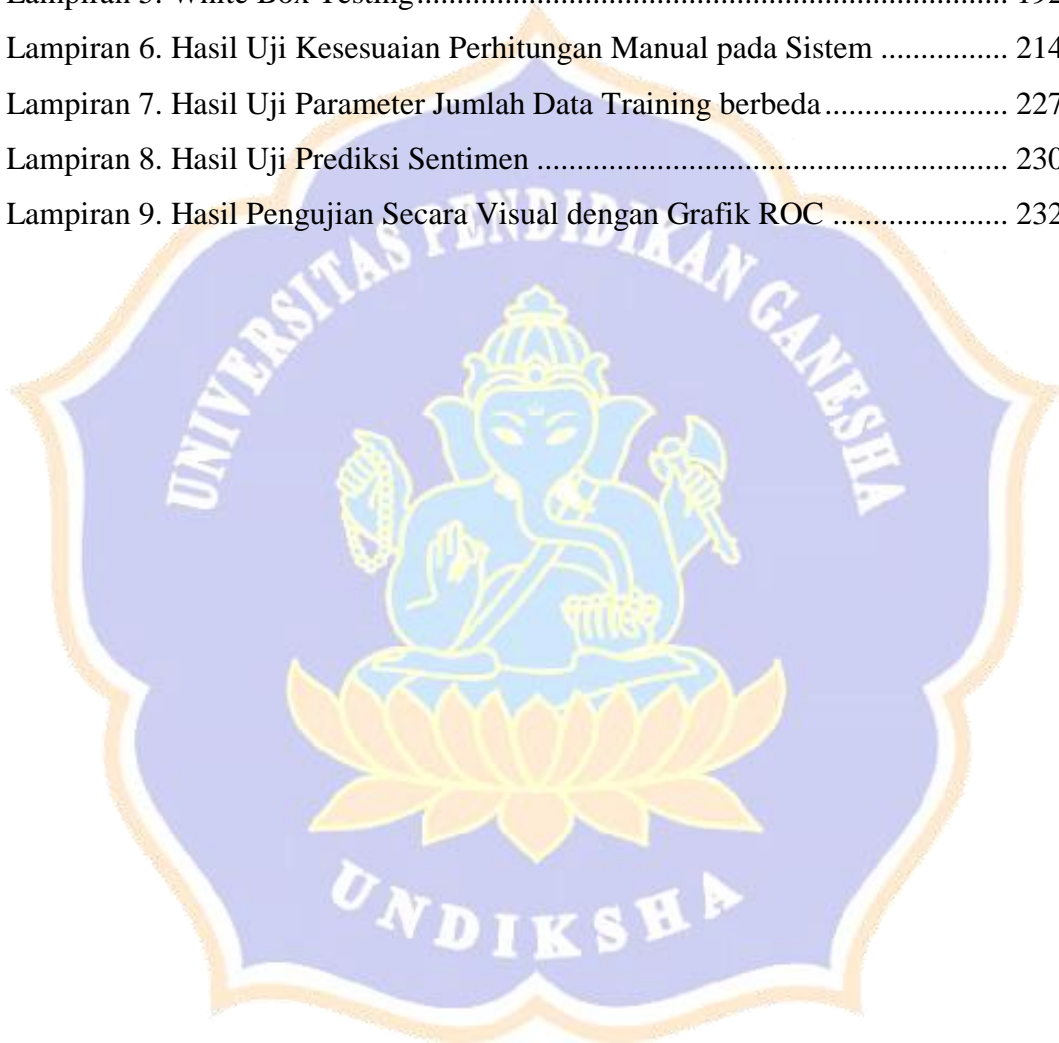 Lampiran 5. White Box Testing.......................................................................... 192
Lampiran 6. Hasil Uji Kesesuaian Perhitungan Manual pada Sistem ............... 214
Lampiran 7. Hasil Uji Parameter Jumlah Data Training berbeda...................... 227
Lampiran 8. Hasil Uji Prediksi Sentimen .......................................................... 230
Lampiran 9. Hasil Pengujian Secara Visual dengan Grafik ROC ..................... 232
UNIVERSITAS PENDIDIKAN GANESHA
UNDIKSHA